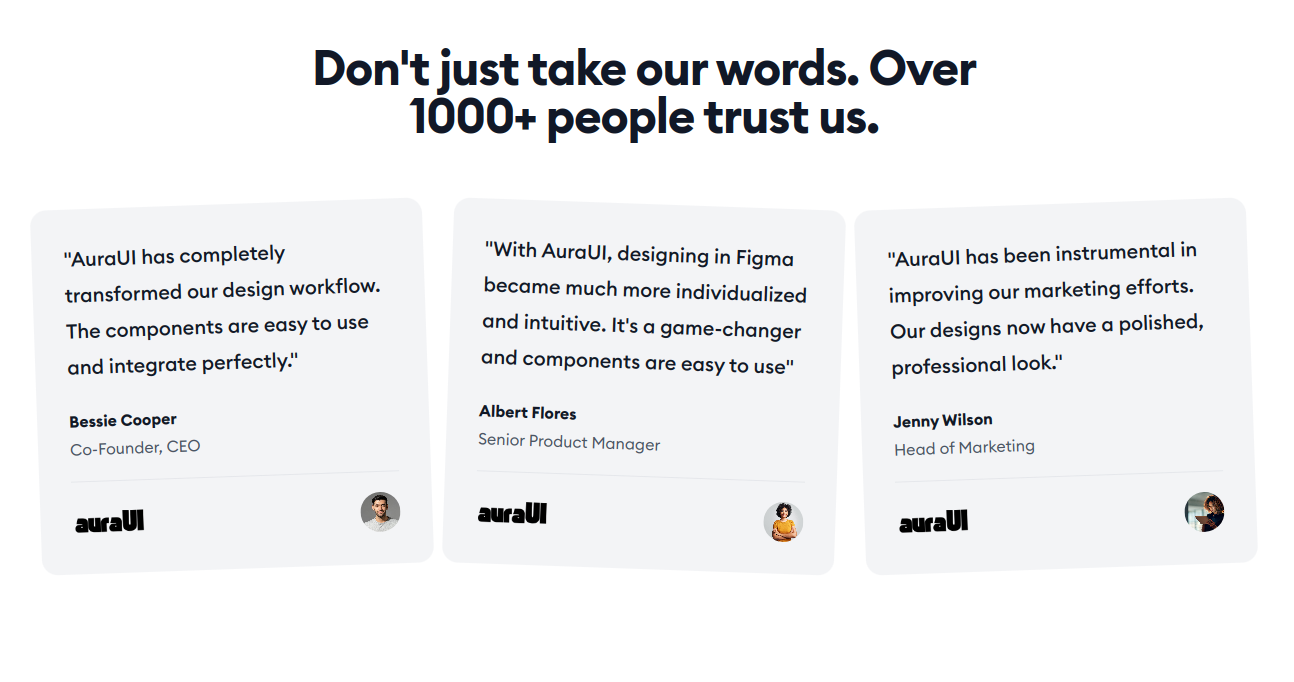 Don't just take our words. Over
1000+ people trust us.
"AuraUI has completely
transformed our design workflow.
The components are easy to use
and integrate perfectly."
Bessie Cooper
Co-Founder, CEO
auraUI
"With AuraUI, designing in Figma
became much more individualized
and intuitive. It's a game-changer
and components are easy to use"
Albert Flores
Senior Product Manager
auraUI
"AuraUI has been instrumental in
improving our marketing efforts.
Our designs now have a polished,
professional look."
Jenny Wilson
Head of Marketing
auraUI